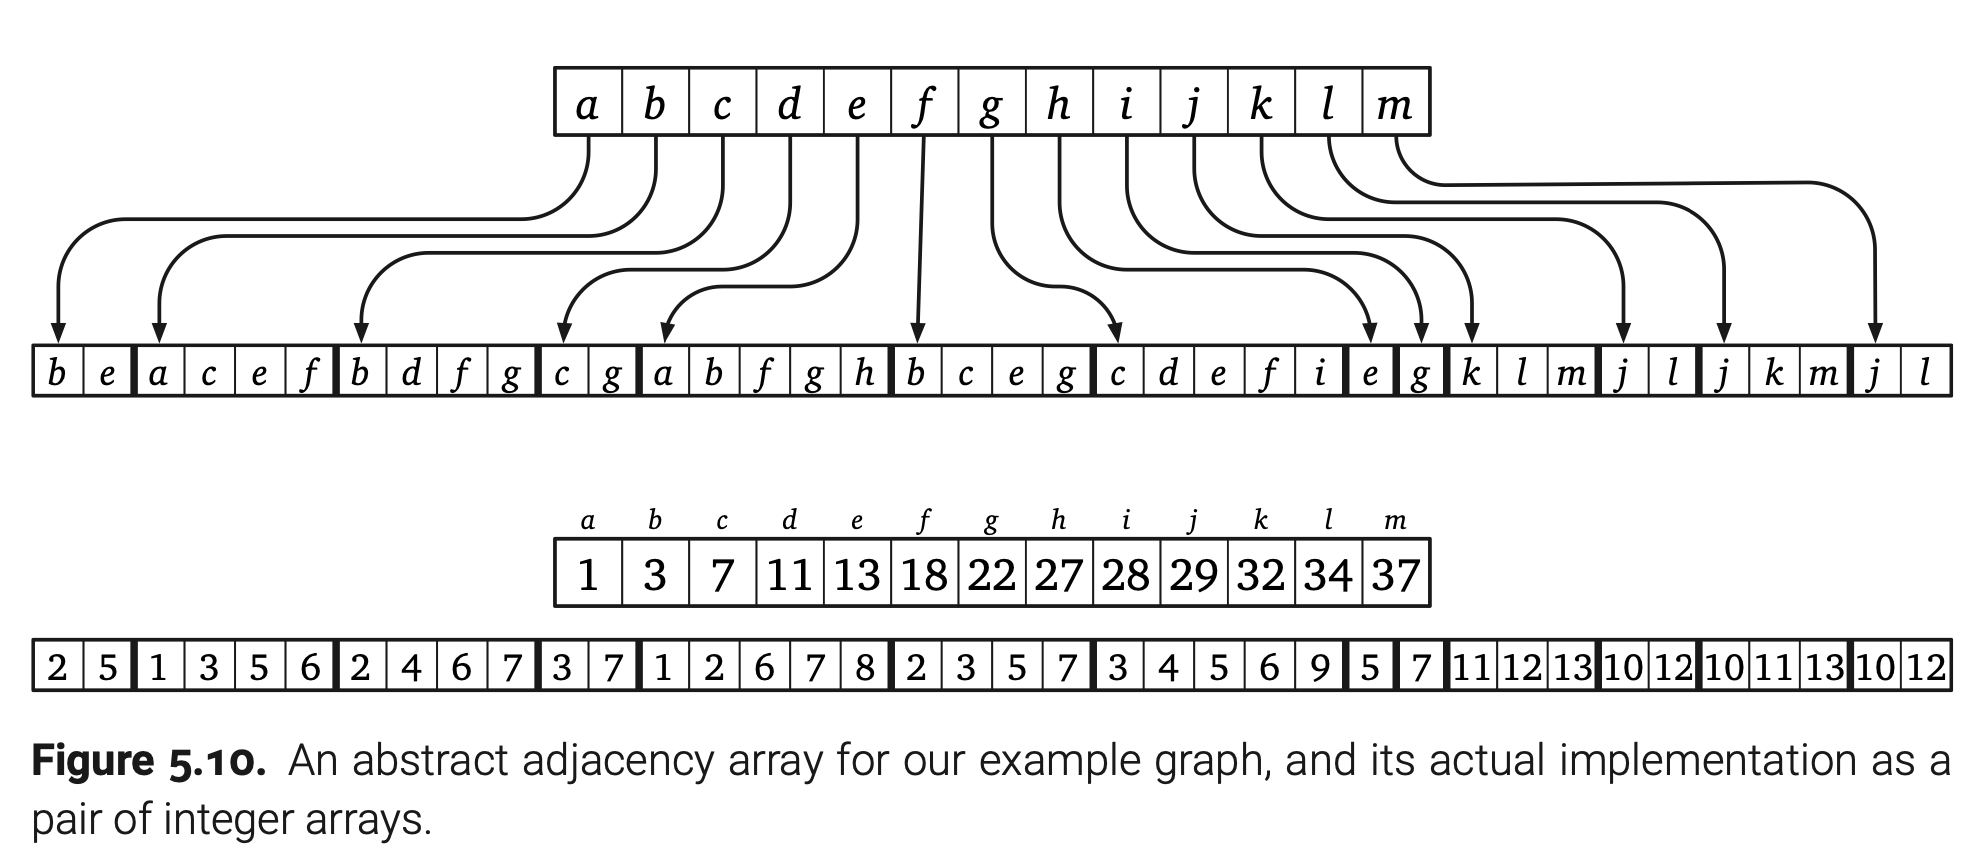 a b c d e f g h i j k l m
b e a c e f b d f g c g a b f g h b c e g c d e f i e g k l m j l j k m j l
a b c d e f g h i j k l m
1 3 7 11 13 18 22 27 28 29 32 34 37
2 5 1 3 5 6 2 4 6 7 3 7 1 2 6 7 8 2 3 5 7 3 4 5 6 9 5 7 11 12 13 10 12 10 11 13 10 12
Figure 5.10. An abstract adjacency array for our example graph, and its actual implementation as a
pair of integer arrays.